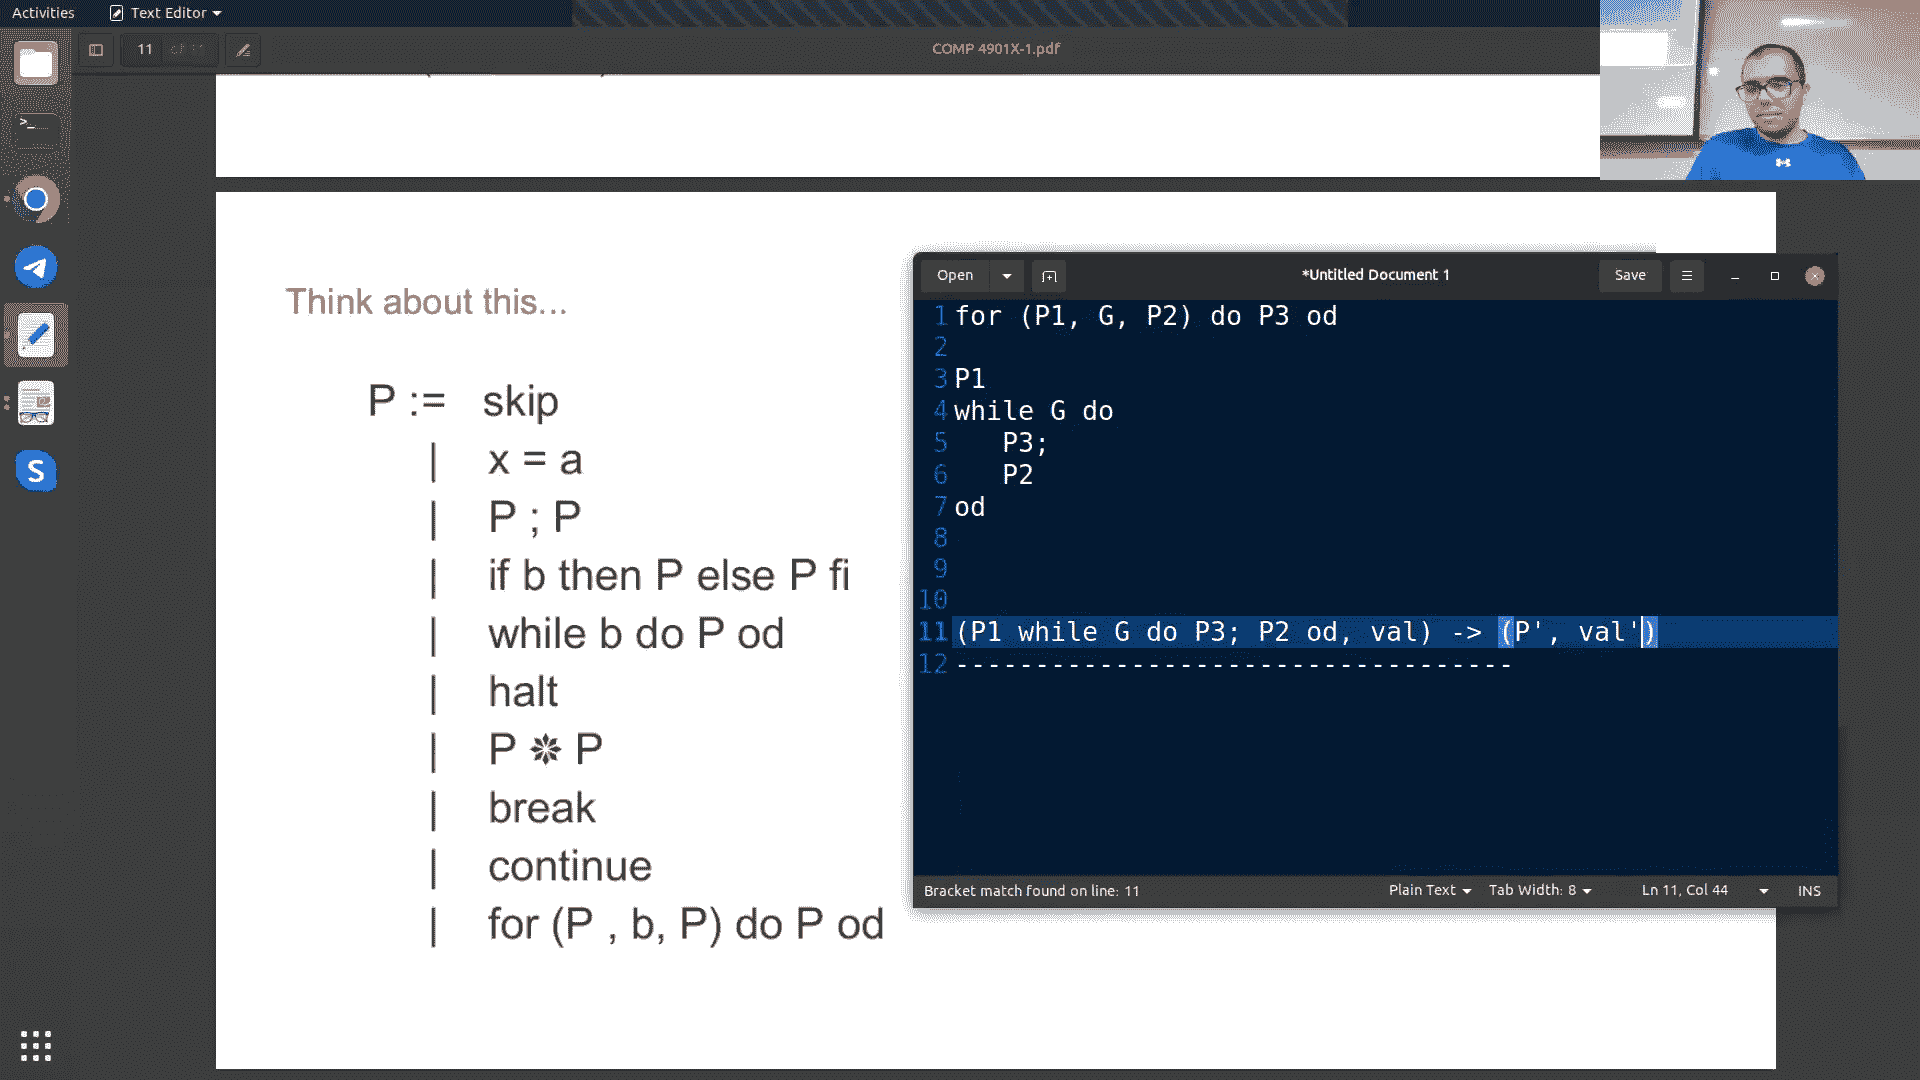 Activities
Text Editor
11 of 11
COMP 4901X-1.pdf
Think about this...
P := skip
| x = a
| P ; P
| if b then P else P fi
| while b do P od
| halt
| P ❇ P
| break
| continue
| for (P , b, P) do P od
Open
*Untitled Document 1
Save
1 for (P1, G, P2) do P3 od
2
3 P1
4 while G do
5 P3;
6 P2
7 od
8
9
10
11 (P1 while G do P3; P2 od, val) -> (P', val')
12 -----------------------------------
Bracket match found on line: 11
Plain Text
Tab Width: 8
Ln 11, Col 44
INS
>_
S